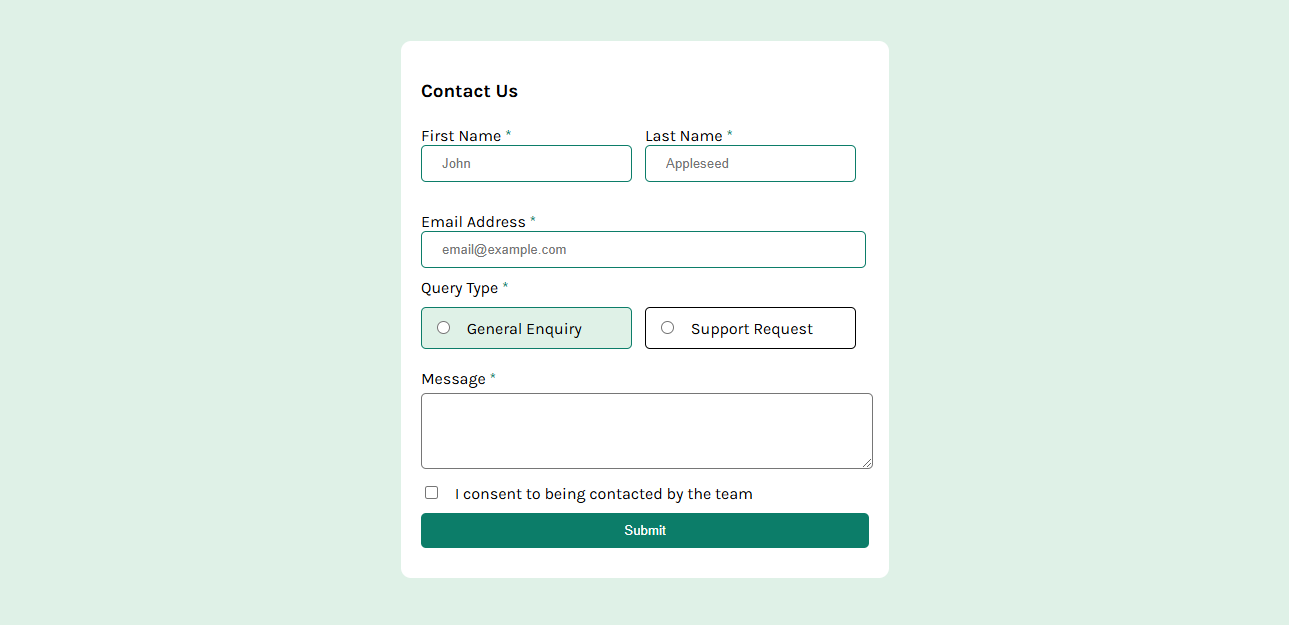 Contact Us
First Name * Last Name *
John Appleseed
Email Address *
email@example.com
Query Type *
General Enquiry Support Request
Message *
I consent to being contacted by the team
Submit